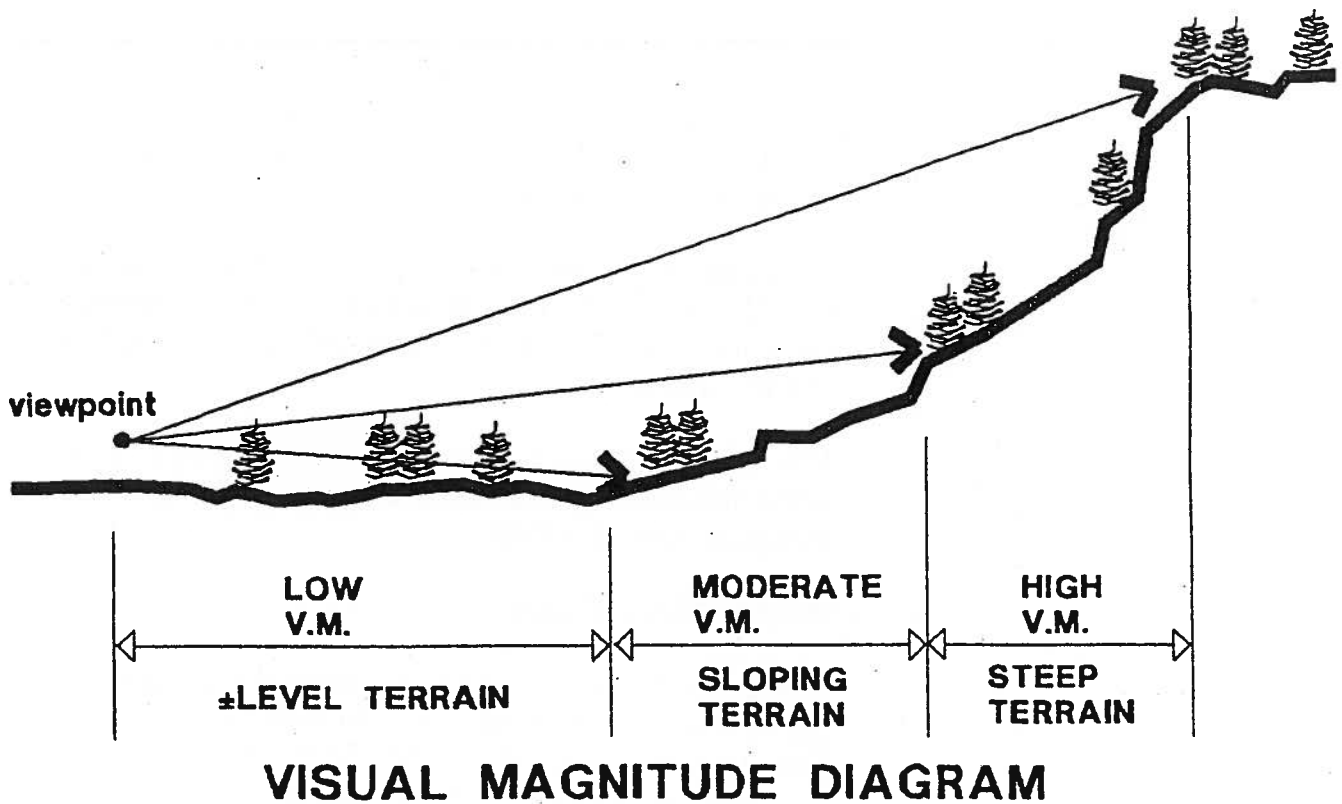 viewpoint
LOW
V.M.
MODERATE
V.M.
HIGH
V.M.
±LEVEL TERRAIN
SLOPING
TERRAIN
STEEP
TERRAIN
VISUAL MAGNITUDE DIAGRAM